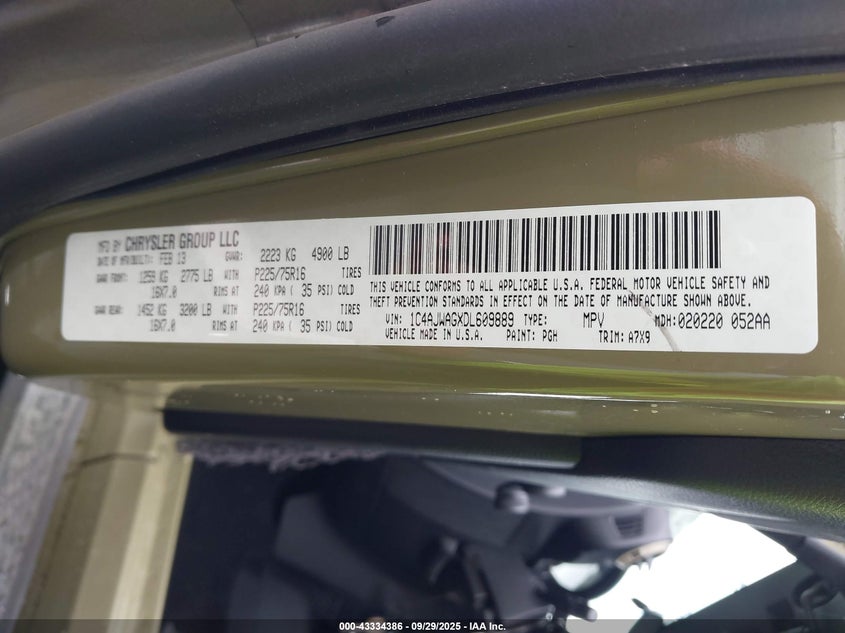 MFD BY CHRYSLER GROUP LLC
DATE OF MFD(BUILT): FEB 13 GVWR: 2223 KG 4900 LB
GAWR FRONT: 1259 KG 2775 LB WITH P225/75R16 TIRES
16X7.0 RIMS AT 240 KPA ( 35 PSI) COLD
GAWR REAR: 1452 KG 3200 LB WITH P225/75R16 TIRES
16X7.0 RIMS AT 240 KPA ( 35 PSI) COLD
THIS VEHICLE CONFORMS TO ALL APPLICABLE U.S.A. FEDERAL MOTOR VEHICLE SAFETY AND
THEFT PREVENTION STANDARDS IN EFFECT ON THE DATE OF MANUFACTURE SHOWN ABOVE.
VIN: 1C4AJWAGXDL609889 TYPE: MPV MDH:020220 052AA
VEHICLE MADE IN U.S.A. PAINT: PGH TRIM: A7X9
000-43334386 - 09/29/2025 - IAA Inc.